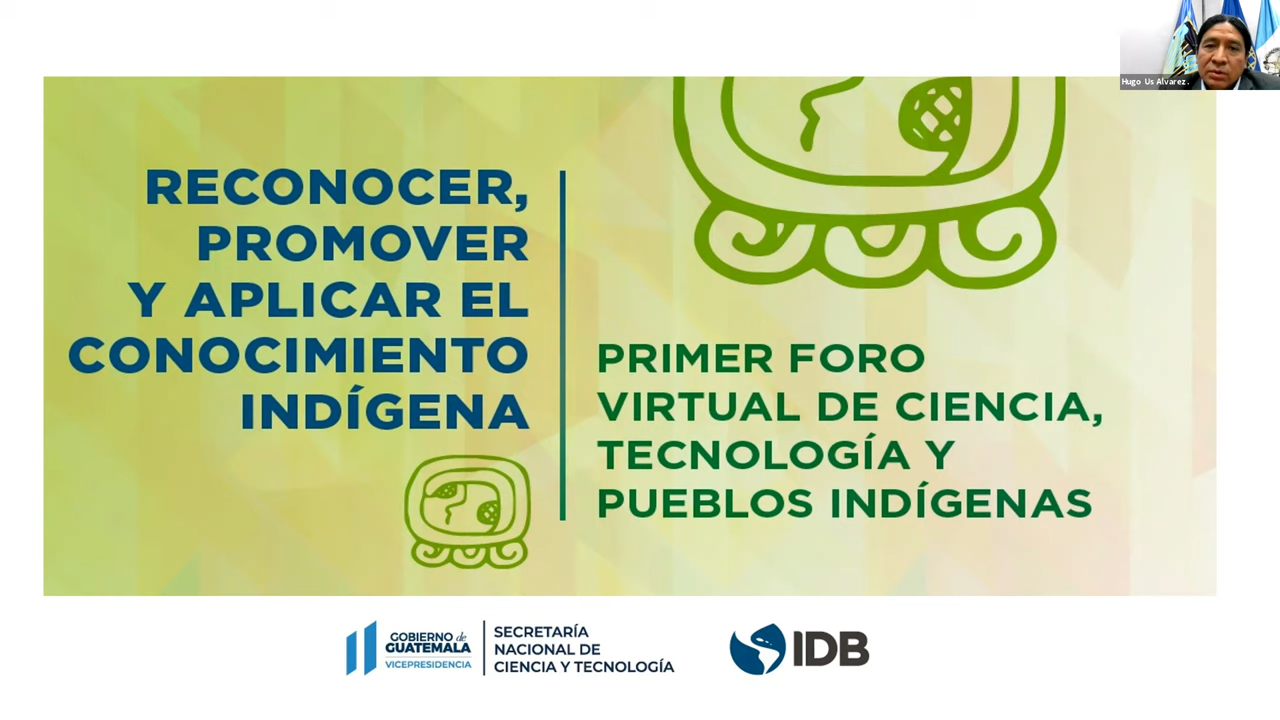 Hugo Us Alvarez.
RECONOCER,
PROMOVER
Y APLICAR EL
CONOCIMIENTO
INDÍGENA
PRIMER FORO
VIRTUAL DE CIENCIA,
TECNOLOGÍA Y
PUEBLOS INDÍGENAS
GOBIERNO de
GUATEMALA
VICEPRESIDENCIA
SECRETARÍA
NACIONAL DE
CIENCIA Y TECNOLOGÍA
IDB